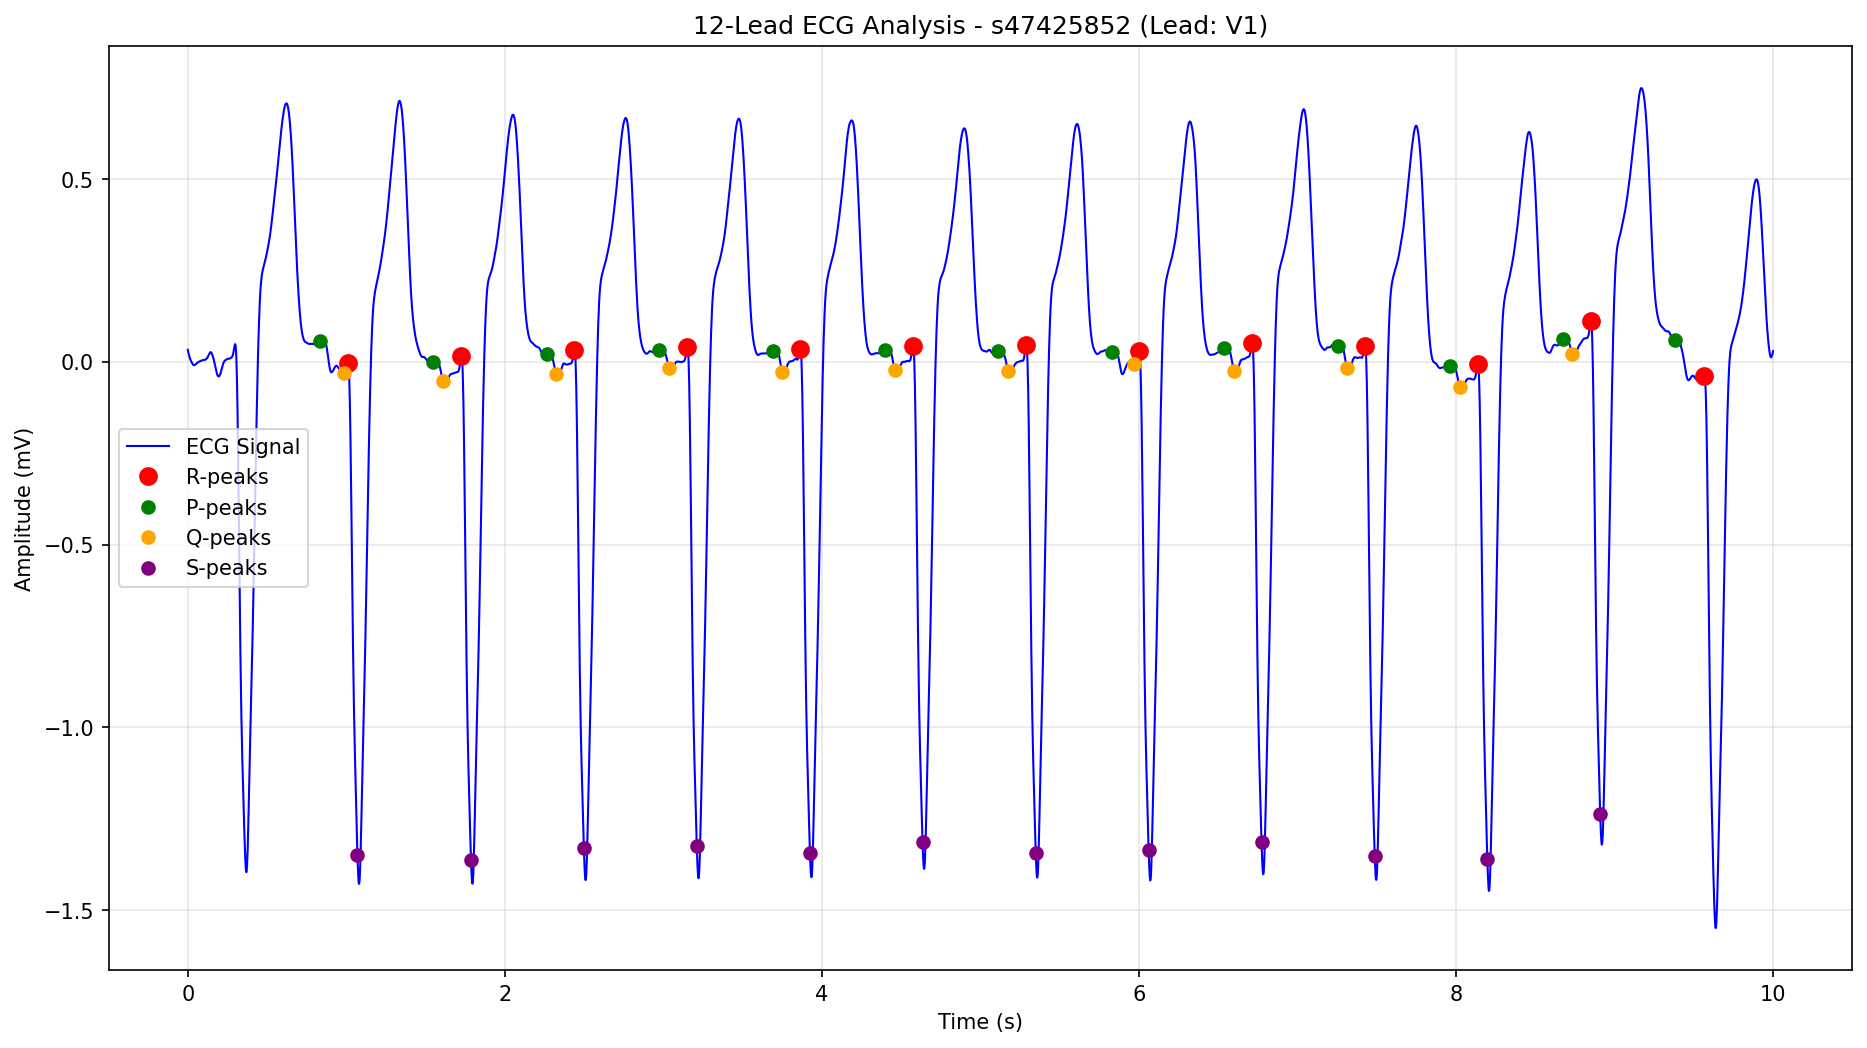 12-Lead ECG Analysis - s47425852 (Lead: V1)
Amplitude (mV)
0.5
0.0
−0.5
−1.0
−1.5
ECG Signal
R-peaks
P-peaks
Q-peaks
S-peaks
0 2 4 6 8 10
Time (s)